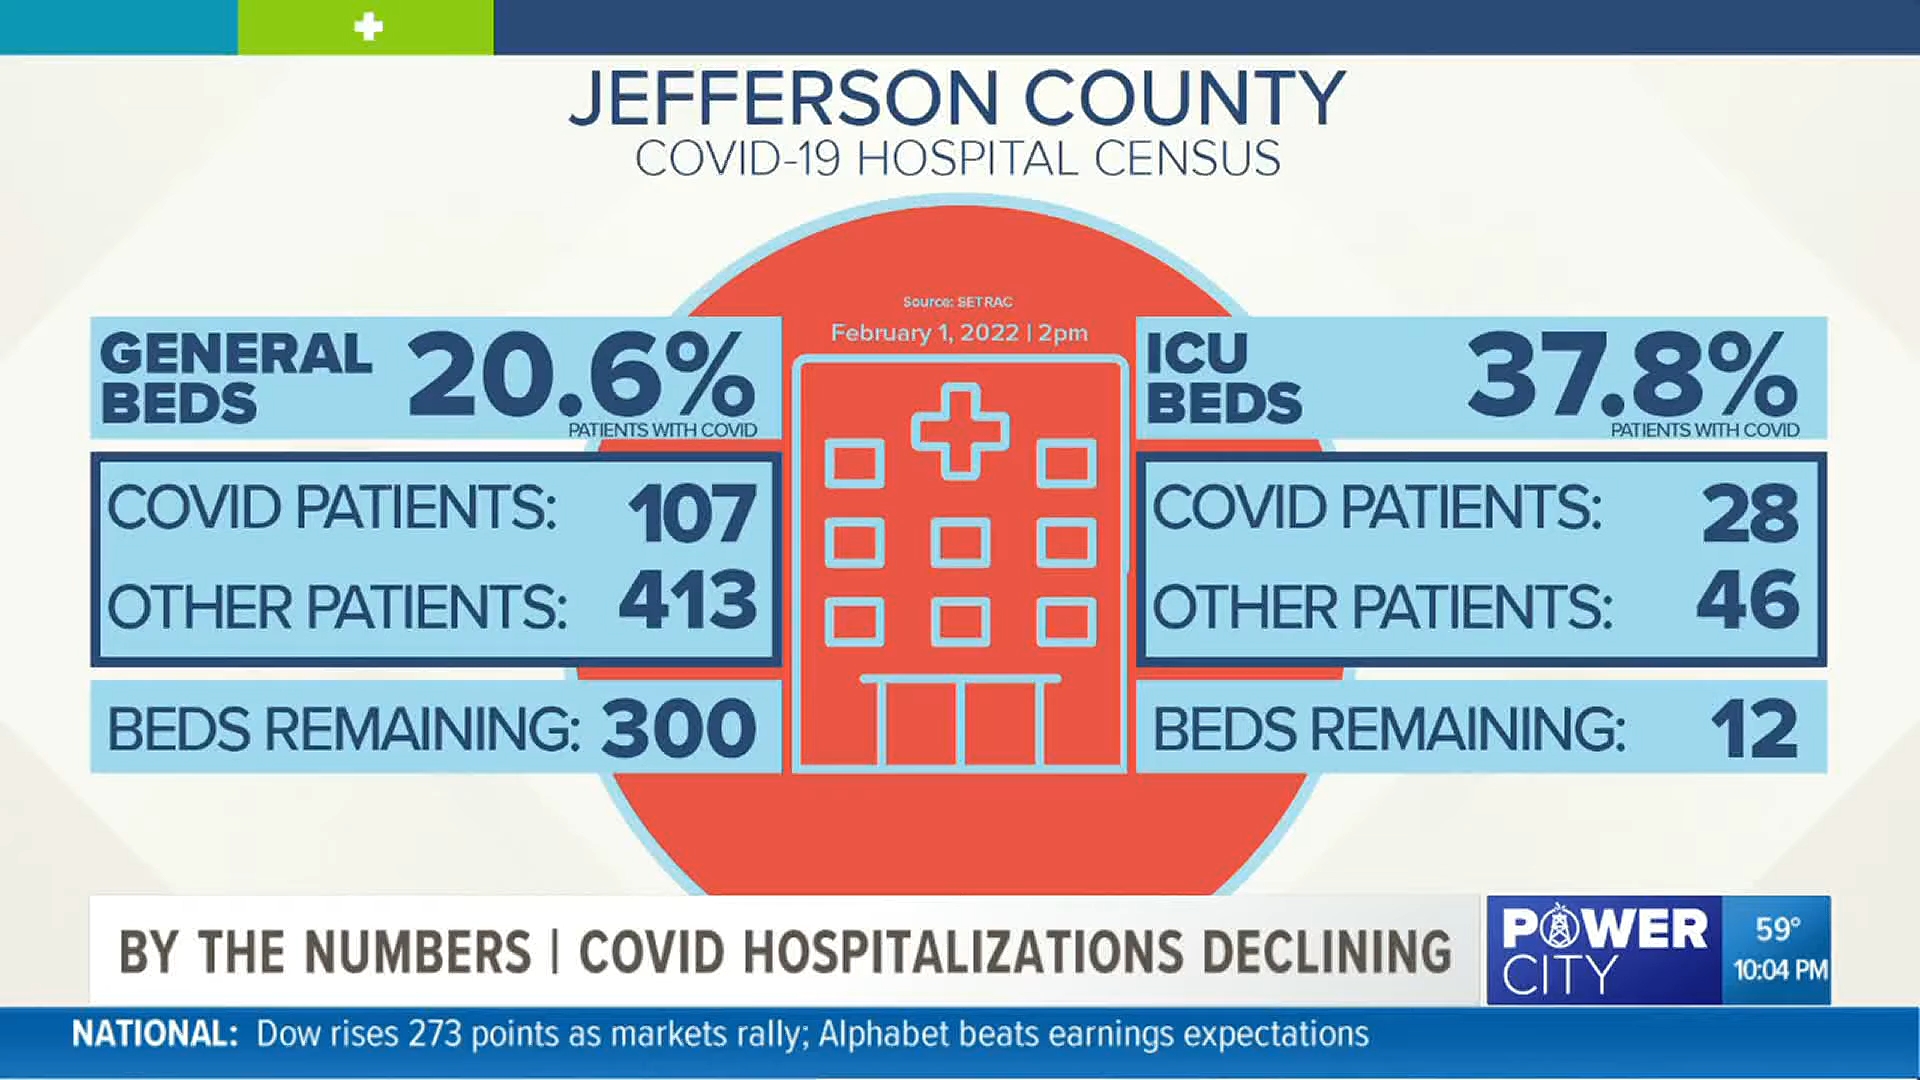 JEFFERSON COUNTY
COVID-19 HOSPITAL CENSUS
Source: SETRAC
February 1, 2022 | 2pm
GENERAL
BEDS
20.6%
PATIENTS WITH COVID
COVID PATIENTS: 107
OTHER PATIENTS: 413
BEDS REMAINING: 300
ICU
BEDS
37.8%
PATIENTS WITH COVID
COVID PATIENTS: 28
OTHER PATIENTS: 46
BEDS REMAINING: 12
BY THE NUMBERS | COVID HOSPITALIZATIONS DECLINING
POWER
CITY
59°
10:04 PM
NATIONAL: Dow rises 273 points as markets rally; Alphabet beats earnings expectations